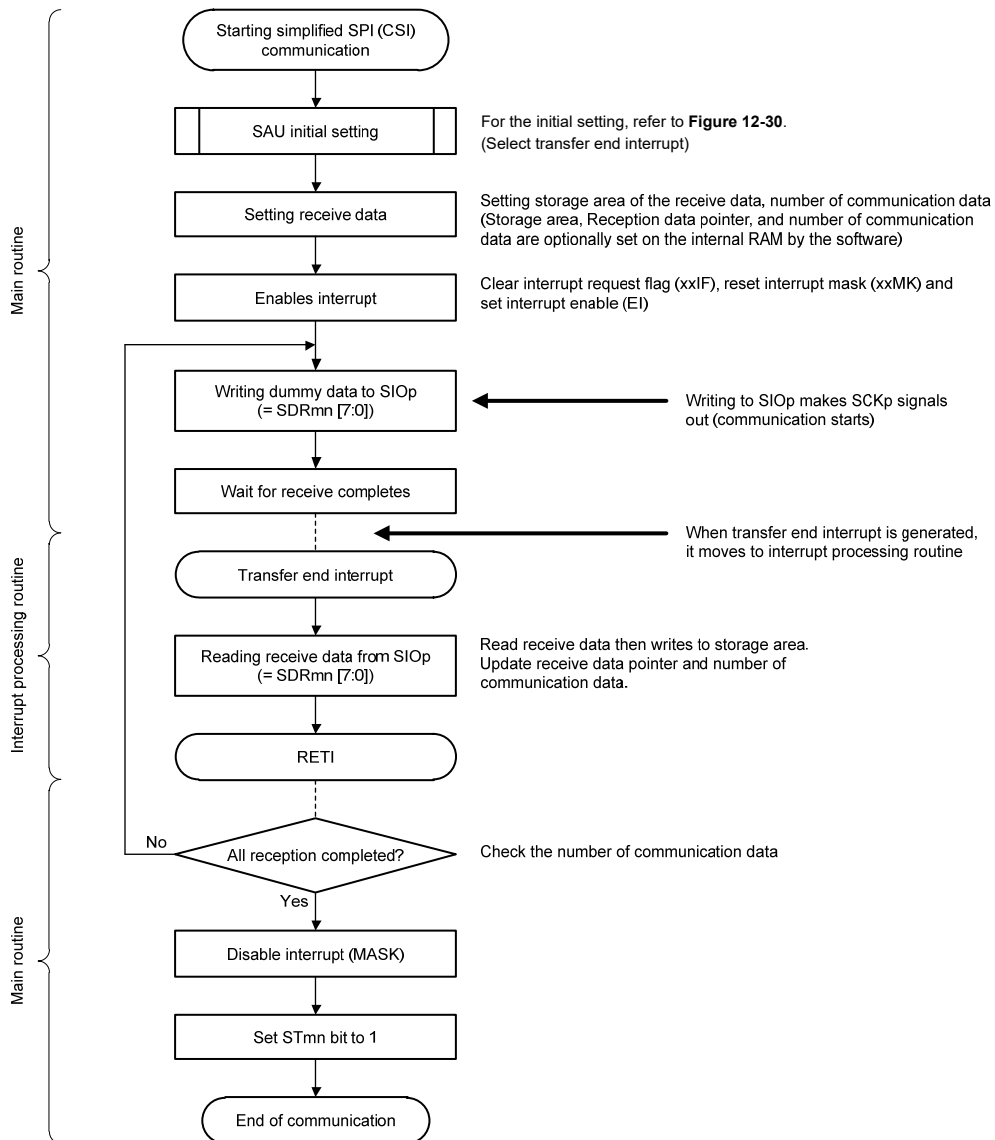 Starting simplified SPI (CSI)
communication
SAU initial setting
For the initial setting, refer to Figure 12-30.
(Select transfer end interrupt)
Setting receive data
Setting storage area of the receive data, number of communication data
(Storage area, Reception data pointer, and number of communication
data are optionally set on the internal RAM by the software)
Main routine
Enables interrupt
Clear interrupt request flag (xxIF), reset interrupt mask (xxMK) and
set interrupt enable (EI)
Writing dummy data to SIOp
(= SDRmn [7:0])
Writing to SIOp makes SCKp signals
out (communication starts)
Wait for receive completes
When transfer end interrupt is generated,
it moves to interrupt processing routine
Transfer end interrupt
Interrupt processing routine
Reading receive data from SIOp
(= SDRmn [7:0])
Read receive data then writes to storage area.
Update receive data pointer and number of
communication data.
RETI
No
All reception completed?
Check the number of communication data
Yes
Main routine
Disable interrupt (MASK)
Set STmn bit to 1
End of communication